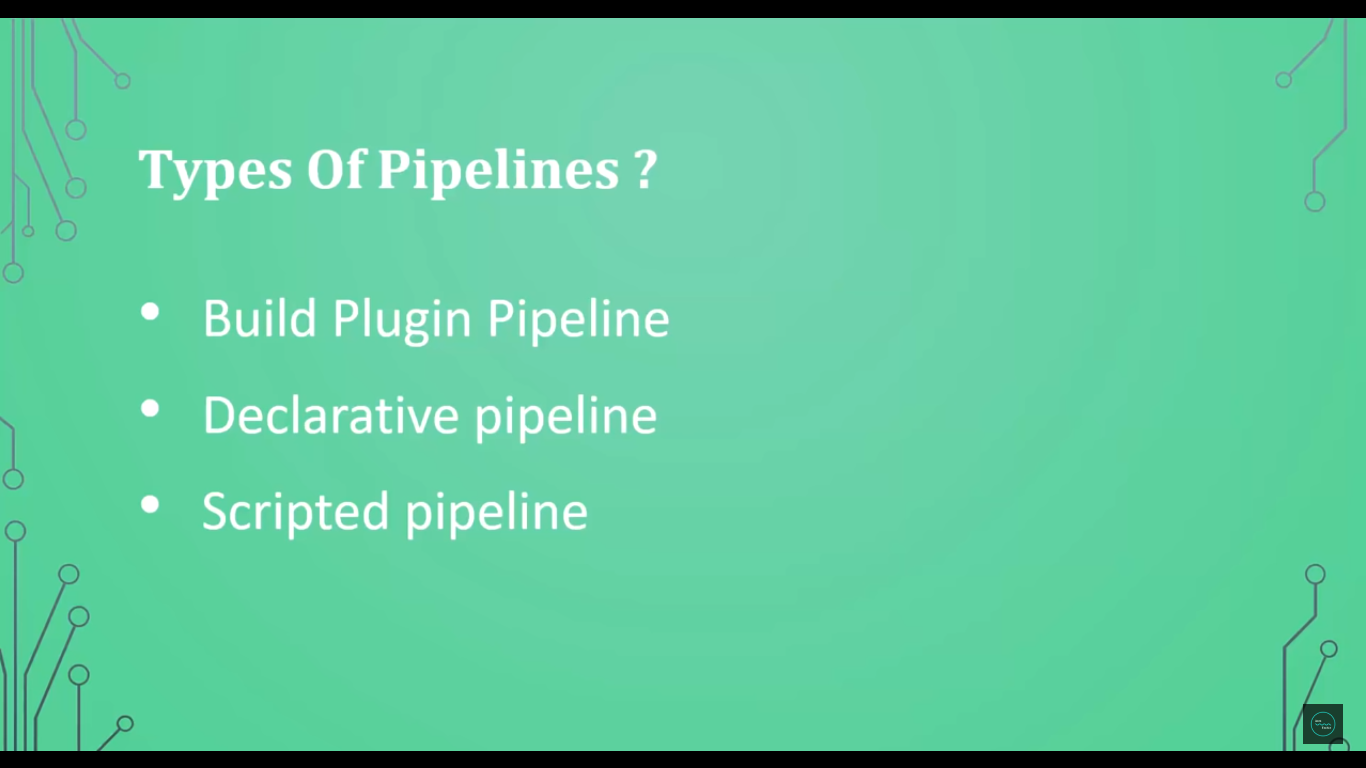 Types Of Pipelines ?
• Build Plugin Pipeline
• Declarative pipeline
• Scripted pipeline